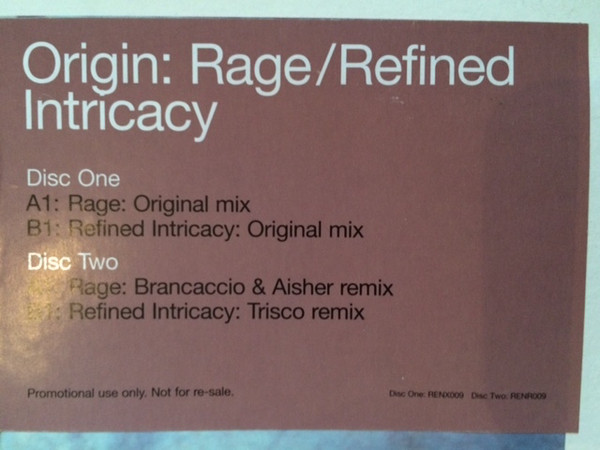 Origin: Rage/Refined
Intricacy
Disc One
A1: Rage: Original mix
B1: Refined Intricacy: Original mix
Disc Two
Rage: Brancaccio & Aisher remix
B1: Refined Intricacy: Trisco remix
Promotional use only. Not for re-sale.
Disc One: RENX009 Disc Two: RENR009